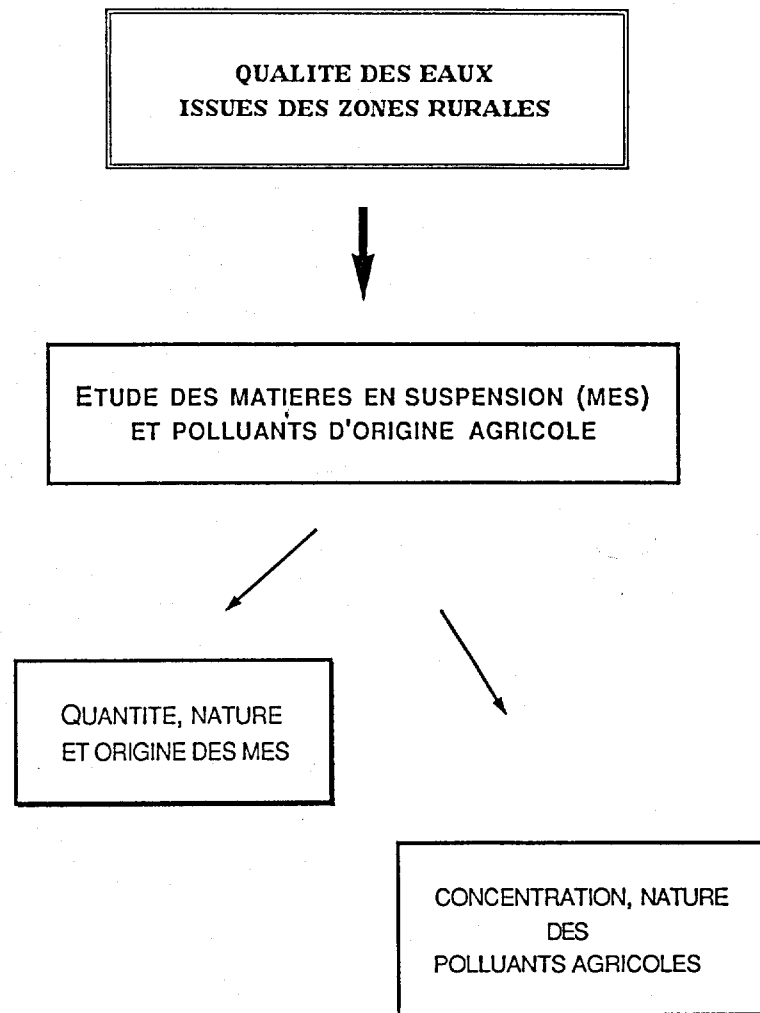 QUALITE DES EAUX
ISSUES DES ZONES RURALES
ETUDE DES MATIERES EN SUSPENSION (MES)
ET POLLUANTS D'ORIGINE AGRICOLE
QUANTITE, NATURE
ET ORIGINE DES MES
CONCENTRATION, NATURE
DES
POLLUANTS AGRICOLES